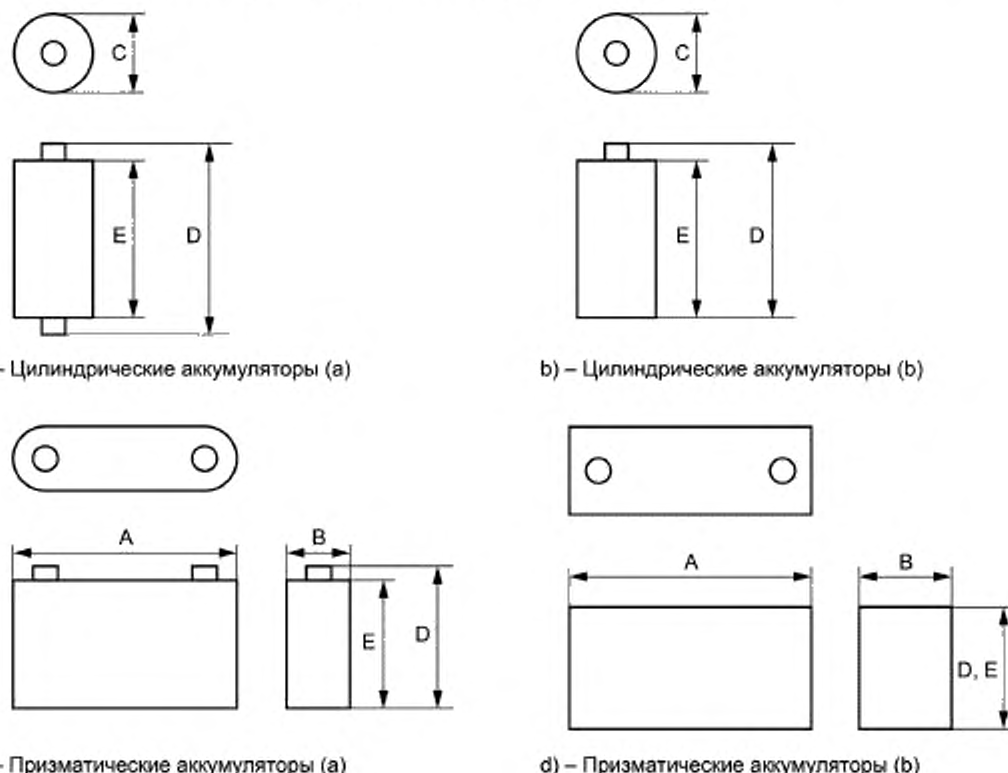 C
C
E
D
E
D
– Цилиндрические аккумуляторы (a)
b) – Цилиндрические аккумуляторы (b)
A
B
E
D
A
B
D, E
– Призматические аккумуляторы (a)
d) – Призматические аккумуляторы (b)